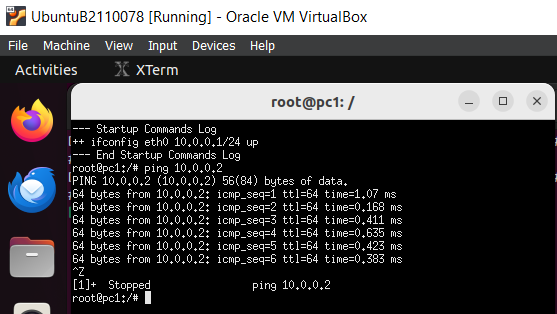 UbuntuB2110078 [Running] - Oracle VM VirtualBox
File Machine View Input Devices Help
Activities XTerm
root@pc1: /
--- Startup Commands Log
++ ifconfig eth0 10.0.0.1/24 up
--- End Startup Commands Log
root@pc1:/# ping 10.0.0.2
PING 10.0.0.2 (10.0.0.2) 56(84) bytes of data.
64 bytes from 10.0.0.2: icmp_seq=1 ttl=64 time=1.07 ms
64 bytes from 10.0.0.2: icmp_seq=2 ttl=64 time=0.168 ms
64 bytes from 10.0.0.2: icmp_seq=3 ttl=64 time=0.411 ms
64 bytes from 10.0.0.2: icmp_seq=4 ttl=64 time=0.635 ms
64 bytes from 10.0.0.2: icmp_seq=5 ttl=64 time=0.423 ms
64 bytes from 10.0.0.2: icmp_seq=6 ttl=64 time=0.383 ms
^Z
[1]+  Stopped                 ping 10.0.0.2
root@pc1:/#